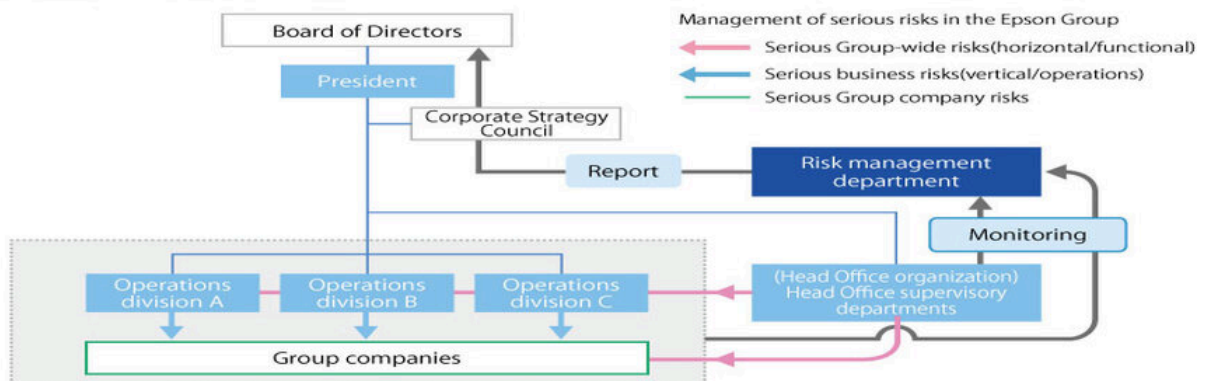 Board of Directors
President
Corporate Strategy
Council
Report
Management of serious risks in the Epson Group
Serious Group-wide risks(horizontal/functional)
Serious business risks(vertical/operations)
Serious Group company risks
Risk management
department
Monitoring
(Head Office organization)
Head Office supervisory
departments
Operations
division A
Operations
division B
Operations
division C
Group companies